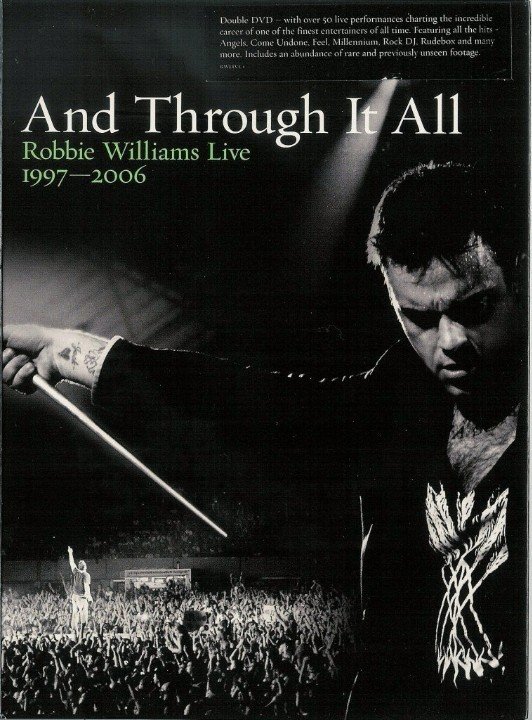 Double DVD – with over 50 live performances charting the incredible
career of one of the finest entertainers of all time. Featuring all the hits -
Angels, Come Undone, Feel, Millennium, Rock DJ, Rudebox and many
more. Includes an abundance of rare and previously unseen footage.
And Through It All
Robbie Williams Live
1997—2006